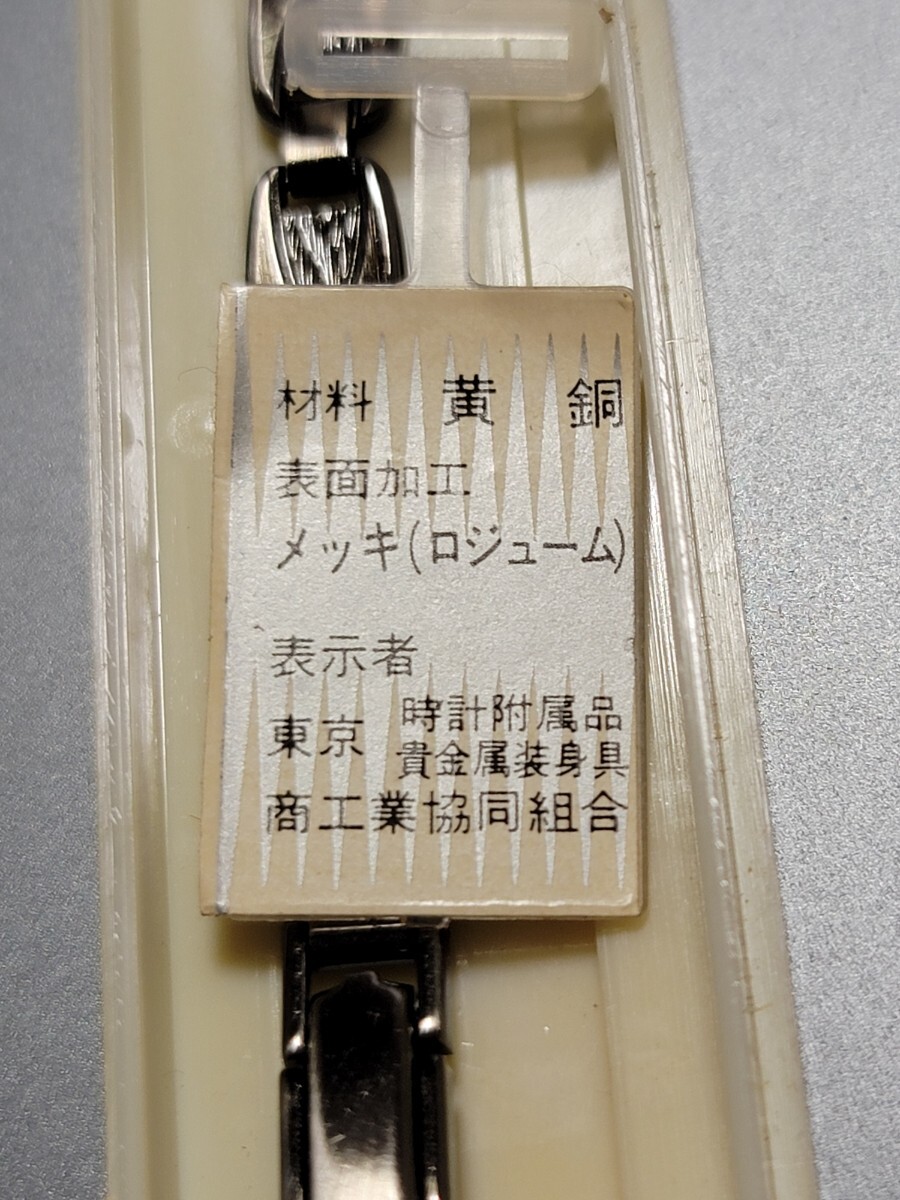 材料 黄 銅
表面加工
メッキ(ロジューム)
表示者
東京 時計附属品
貴金属装身具
商工業協同組合